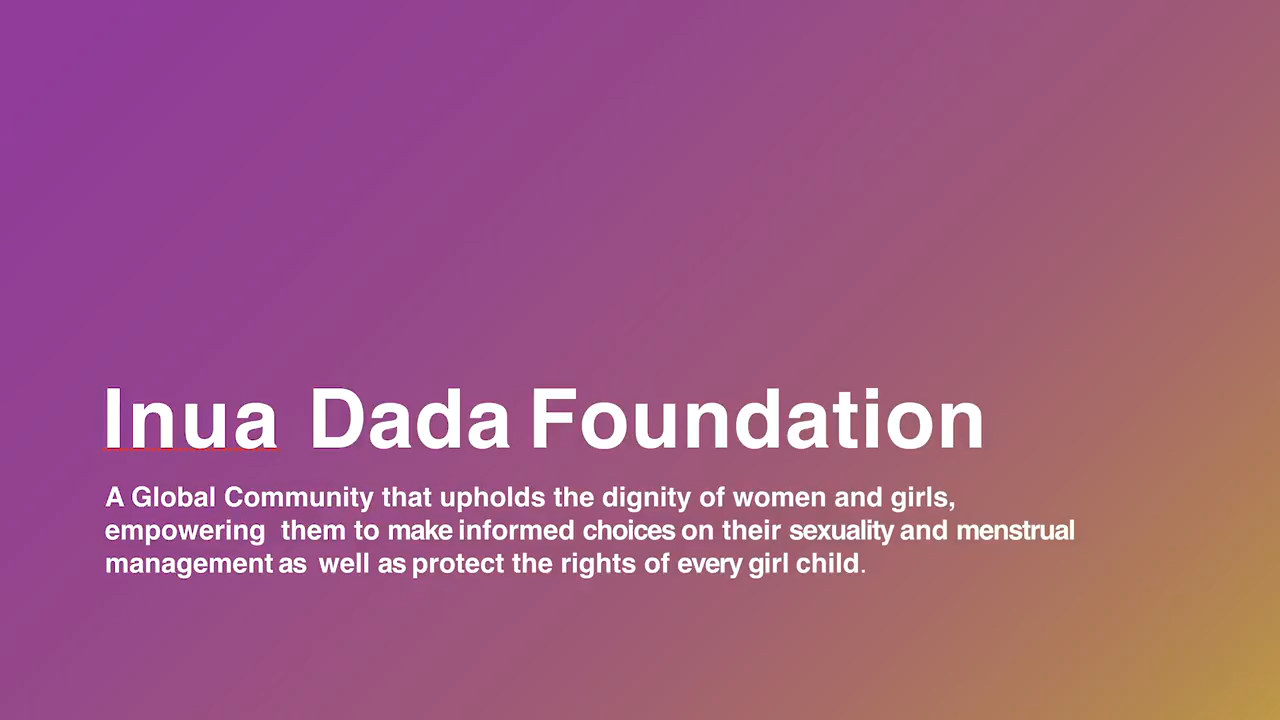 Inua Dada Foundation
A Global Community that upholds the dignity of women and girls,
empowering them to make informed choices on their sexuality and menstrual
management as well as protect the rights of every girl child.